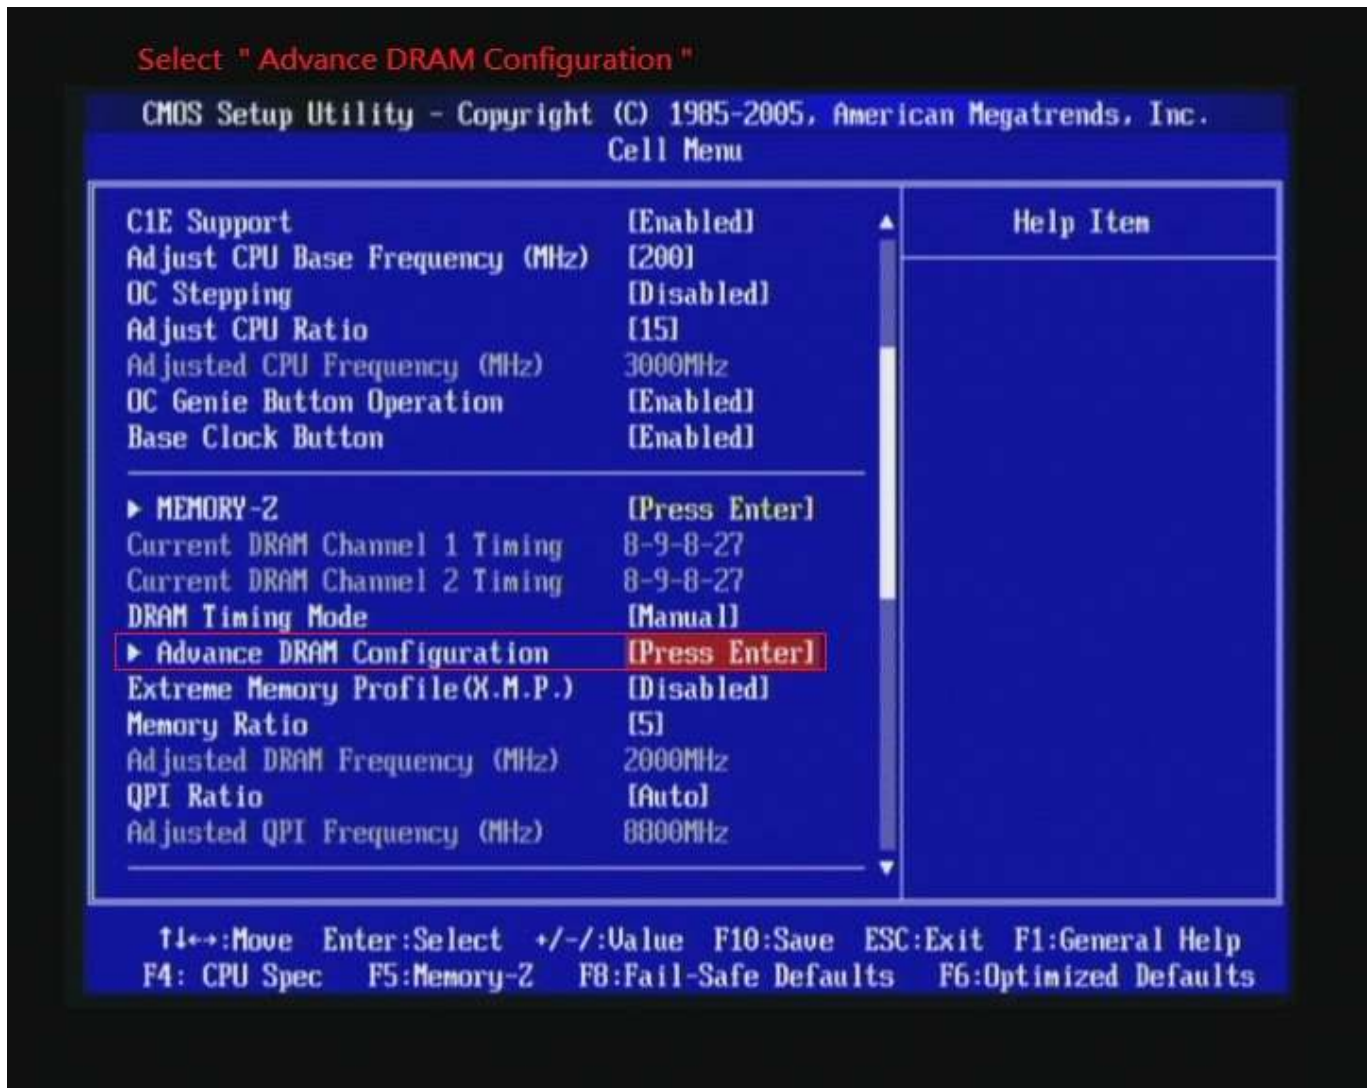 Select " Advance DRAM Configuration "
CMOS Setup Utility - Copyright (C) 1985-2005, American Megatrends, Inc.
Cell Menu
C1E Support [Enabled]
Adjust CPU Base Frequency (MHz) [200]
OC Stepping [Disabled]
Adjust CPU Ratio [15]
Adjusted CPU Frequency (MHz) 3000MHz
OC Genie Button Operation [Enabled]
Base Clock Button [Enabled]
▶ MEMORY-Z [Press Enter]
Current DRAM Channel 1 Timing 8-9-8-27
Current DRAM Channel 2 Timing 8-9-8-27
DRAM Timing Mode [Manual]
▶ Advance DRAM Configuration [Press Enter]
Extreme Memory Profile(X.M.P.) [Disabled]
Memory Ratio [5]
Adjusted DRAM Frequency (MHz) 2000MHz
QPI Ratio [Auto]
Adjusted QPI Frequency (MHz) 8800MHz
Help Item
↑↓←→:Move Enter:Select +/-/:Value F10:Save ESC:Exit F1:General Help
F4: CPU Spec F5:Memory-Z F8:Fail-Safe Defaults F6:Optimized Defaults